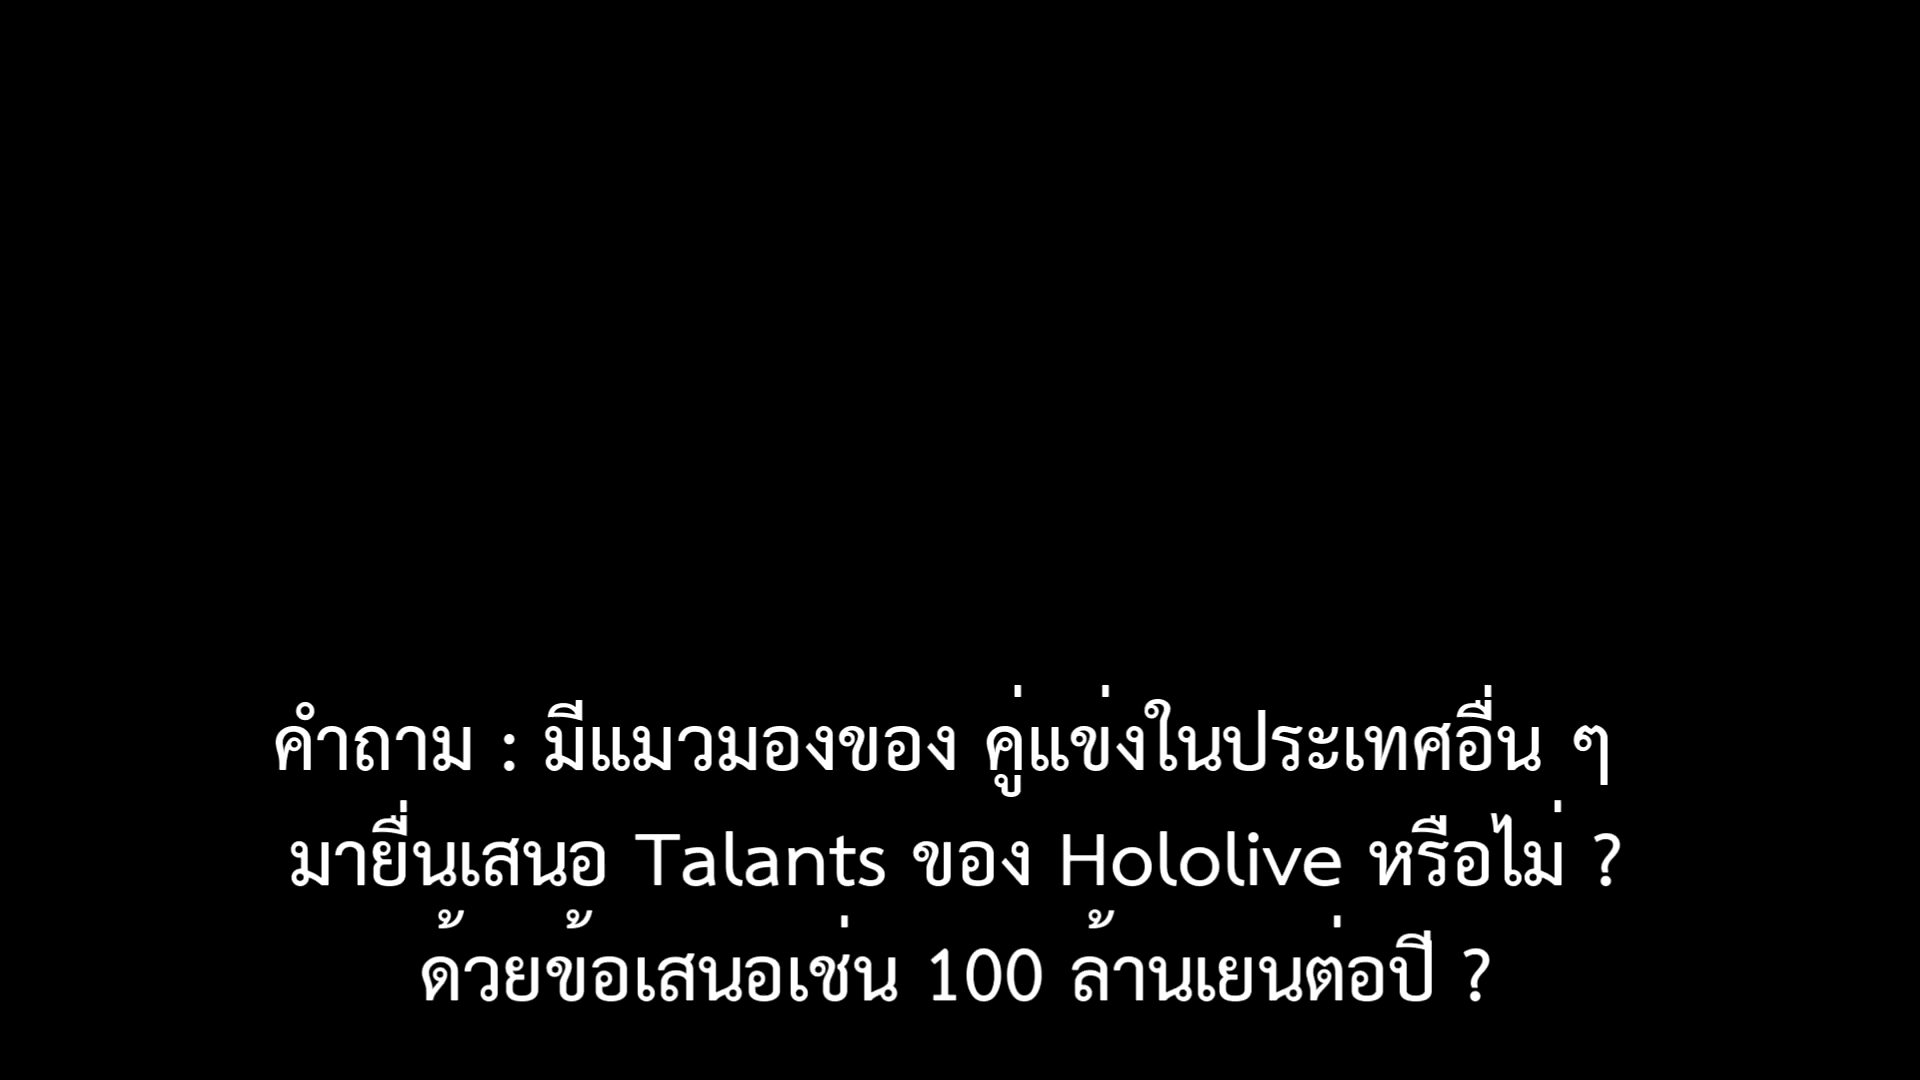 คำถาม : มีแมวมองของ คู่แข่งในประเทศอื่น ๆ
มายื่นเสนอ Talants ของ Hololive หรือไม่ ?
ด้วยข้อเสนอเช่น 100 ล้านเยนต่อปี ?